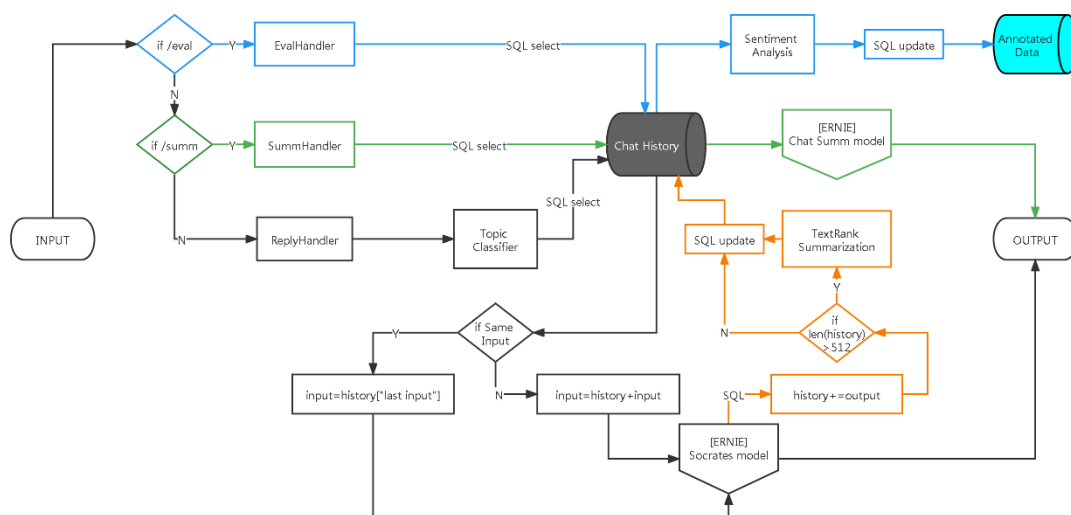 if /eval
Y
EvalHandler
SQL select
Sentiment
Analysis
SQL update
Annotated
Data
N
if /summ
Y
SummHandler
SQL select
Chat History
[ERNIE]
Chat Summ model
SQL select
INPUT
N
ReplyHandler
Topic
Classifier
SQL update
TextRank
Summarization
OUTPUT
Y
if Same
Input
Y
N
if
len(history)
>512
input=history["last input"]
N
input=history+input
SQL
history+=output
[ERNIE]
Socrates model